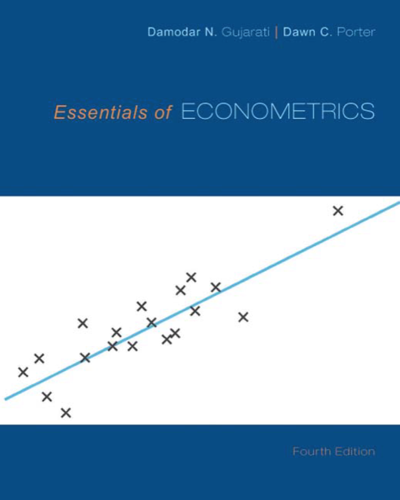 Damodar N. Gujarati | Dawn C. Porter
Essentials of ECONOMETRICS
Fourth Edition